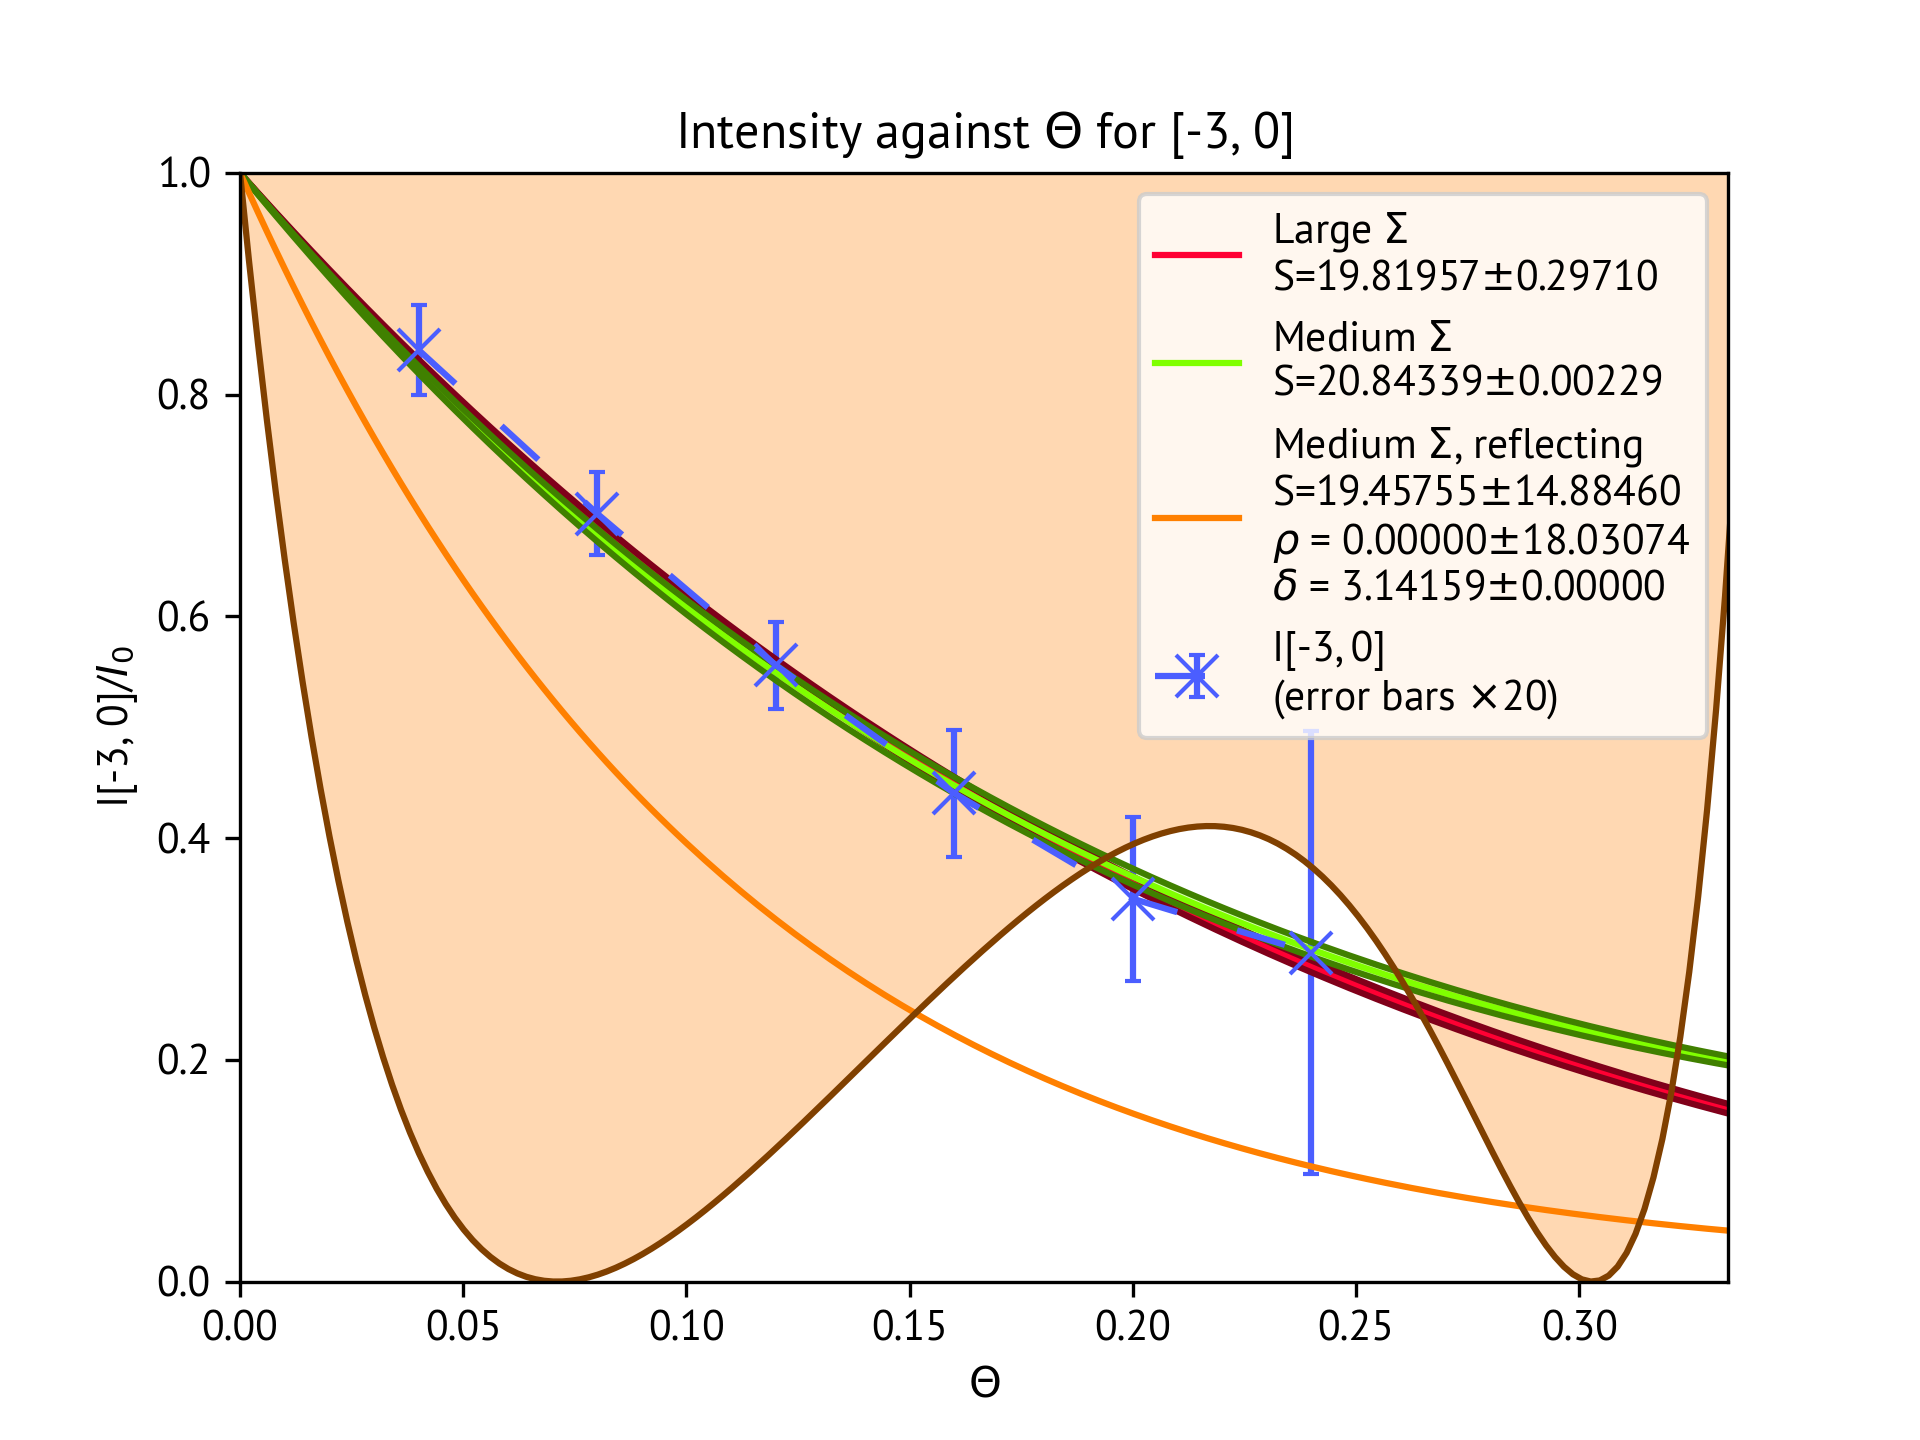 Intensity against Θ for [-3, 0]
1.0
0.8
0.6
0.4
0.2
0.0
I[-3, 0]/I₀
Large Σ
S=19.81957±0.29710
Medium Σ
S=20.84339±0.00229
Medium Σ, reflecting
S=19.45755±14.88460
ρ = 0.00000±18.03074
δ = 3.14159±0.00000
I[-3, 0]
(error bars ×20)
0.00 0.05 0.10 0.15 0.20 0.25 0.30
Θ